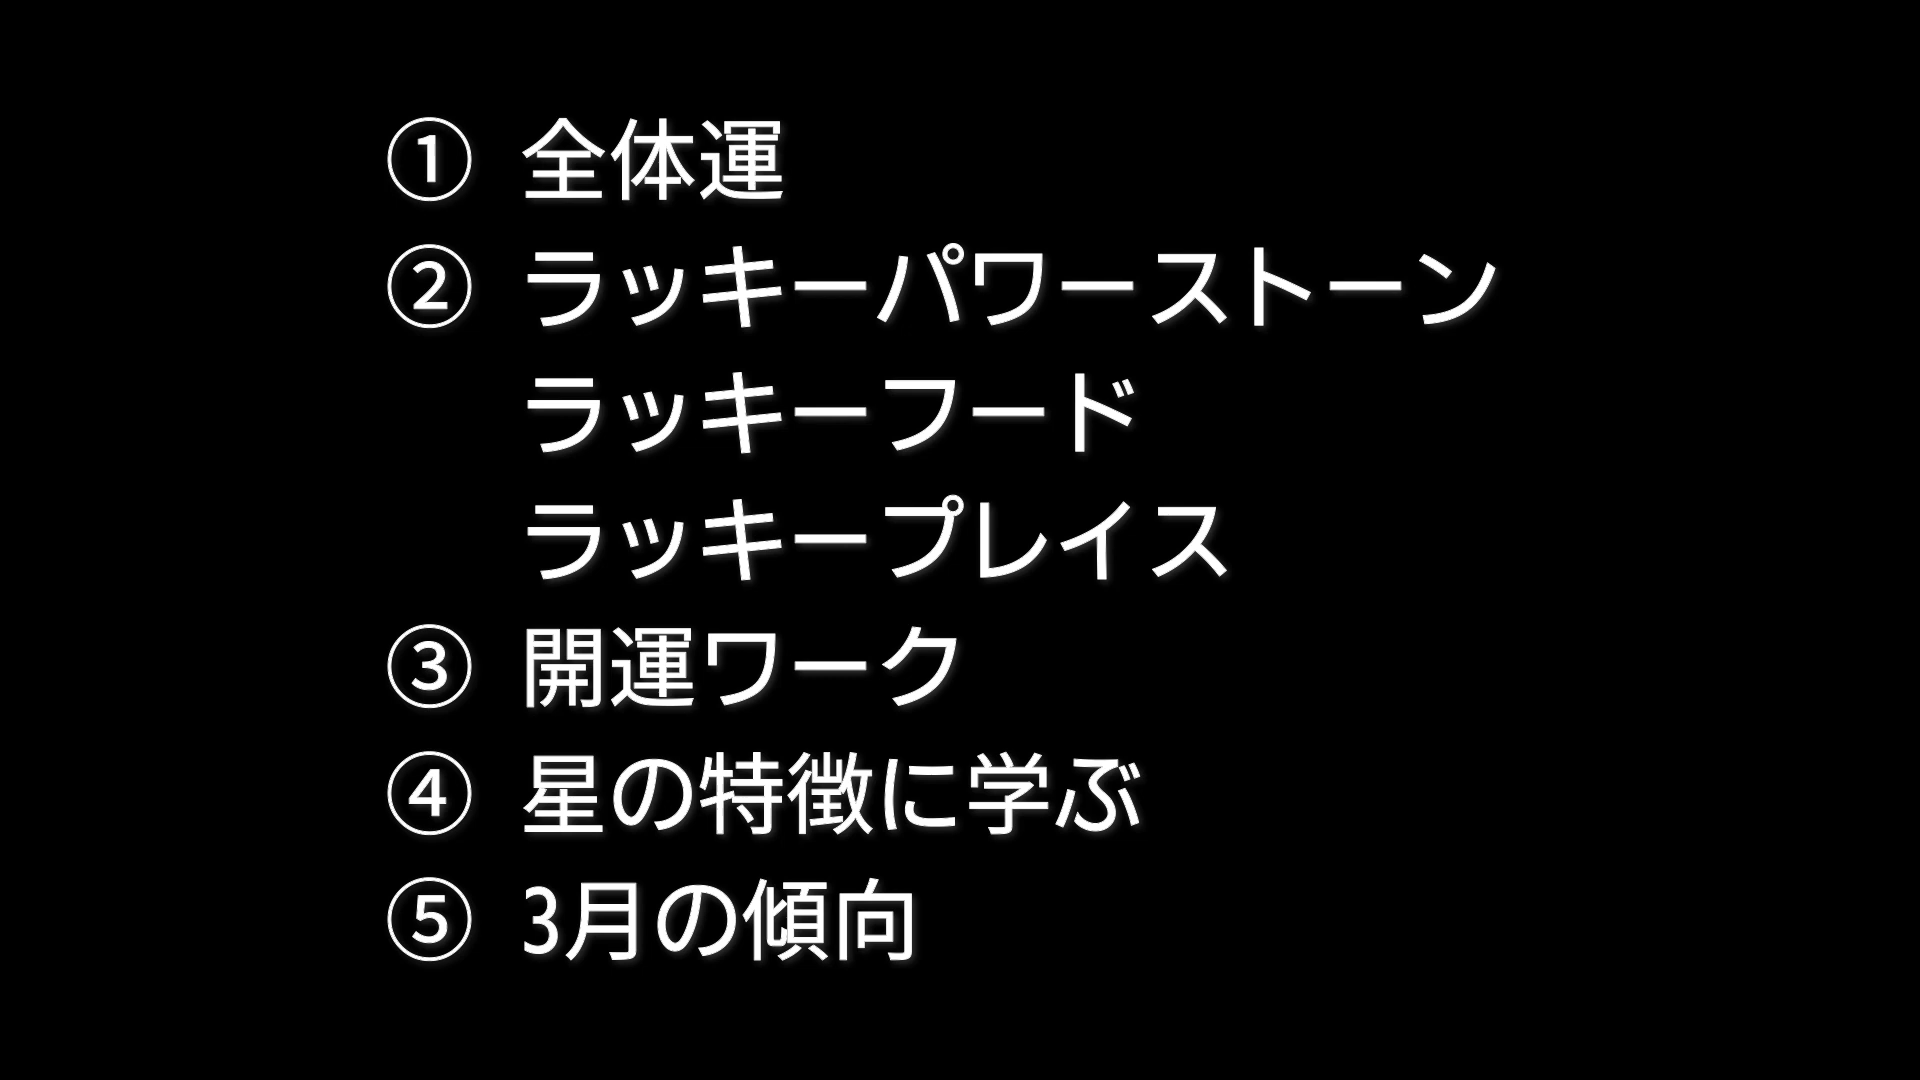 ① 全体運
② ラッキーパワーストーン
ラッキーフード
ラッキープレイス
③ 開運ワーク
④ 星の特徴に学ぶ
⑤ 3月の傾向